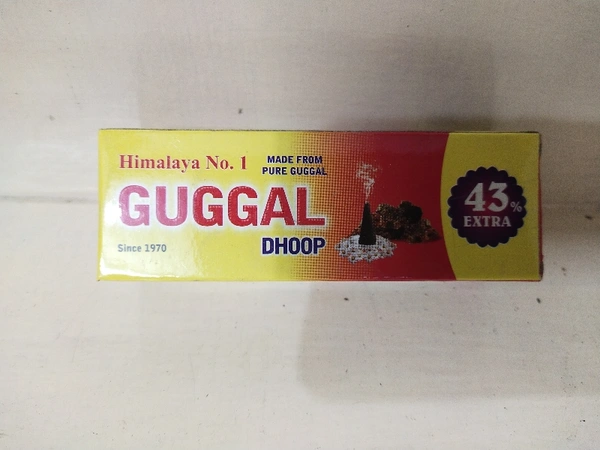 Himalaya No. 1
MADE FROM
PURE GUGGAL
GUGGAL
Since 1970
DHOOP
43%
EXTRA